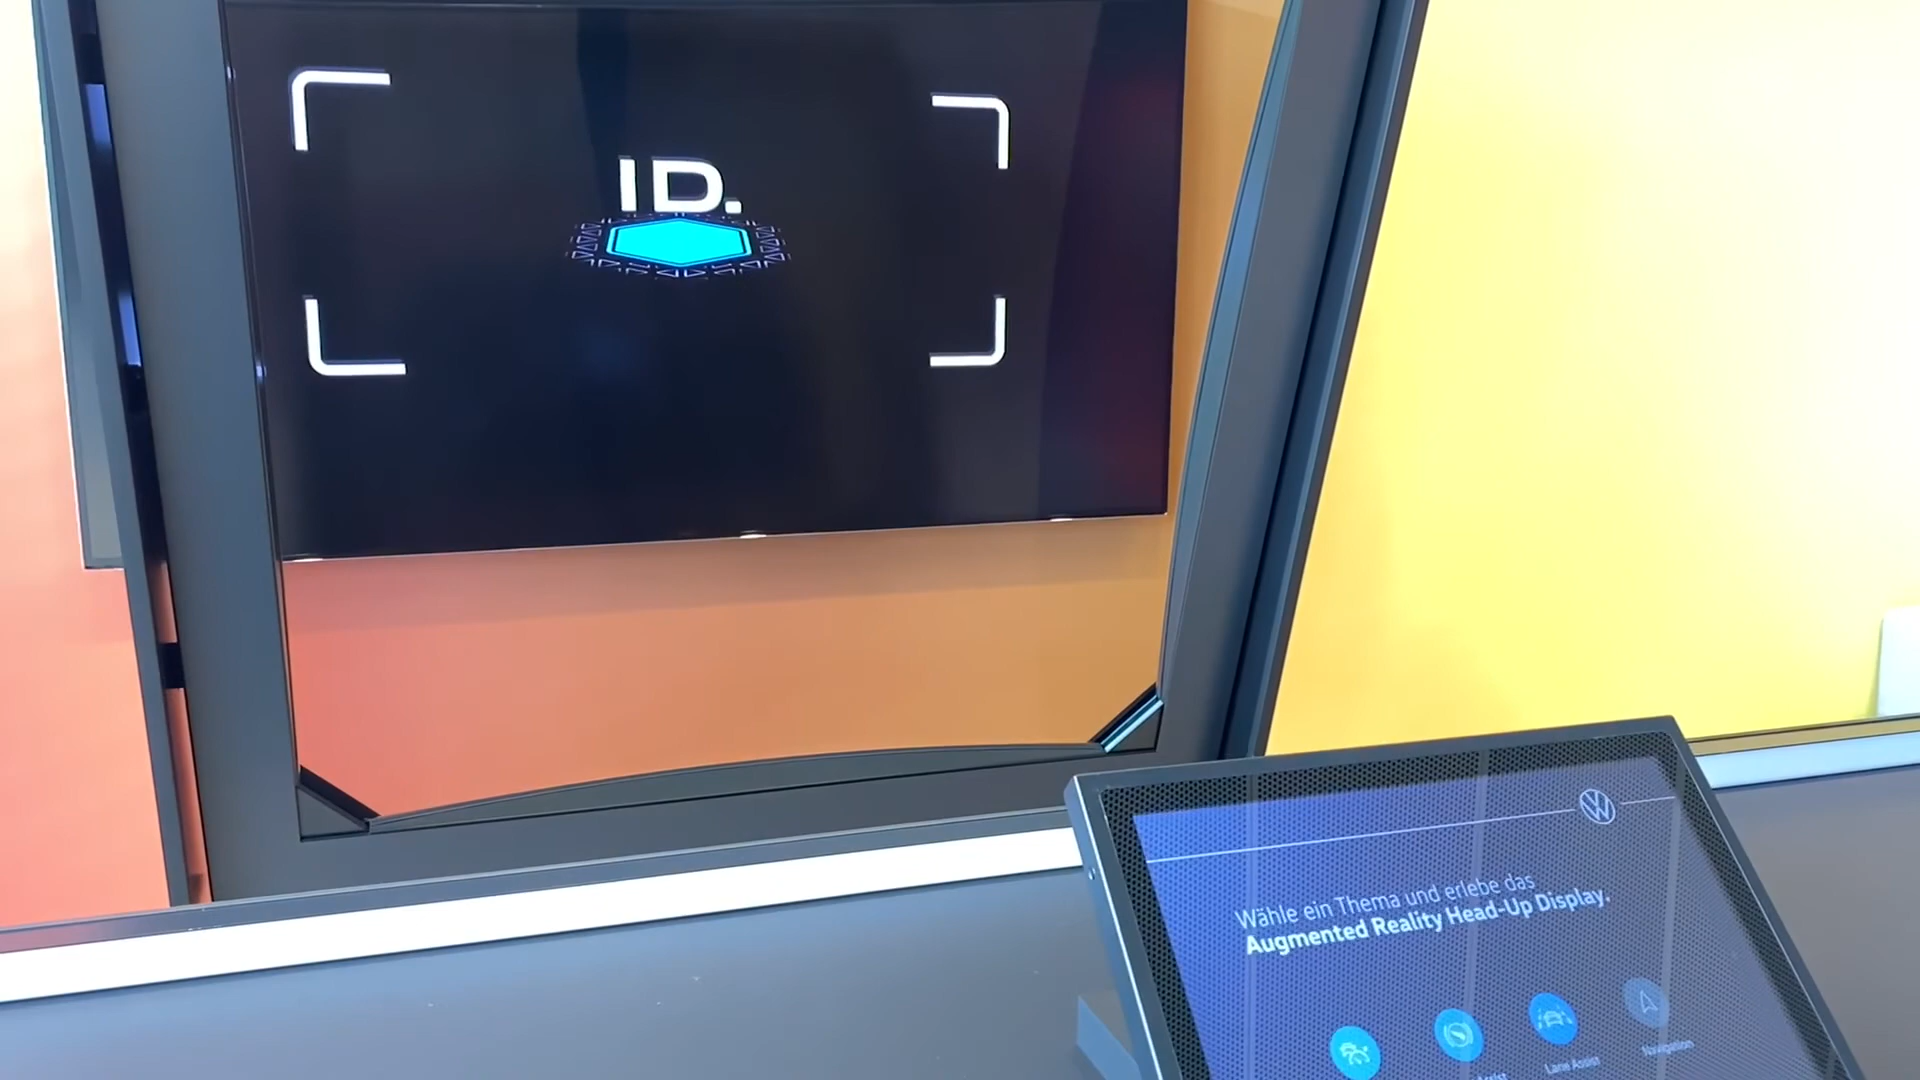 ID.
Wähle ein Thema und erlebe das
Augmented Reality Head-Up Display.
Lane Assist
Navigation